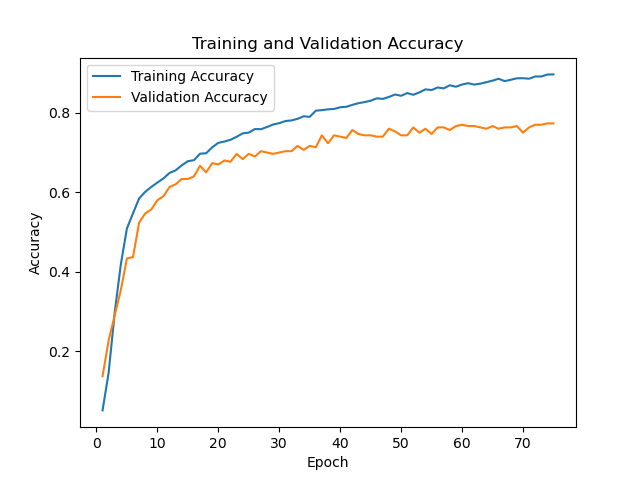 Training and Validation Accuracy
Training Accuracy
Validation Accuracy
Accuracy
0.8
0.6
0.4
0.2
0 10 20 30 40 50 60 70
Epoch